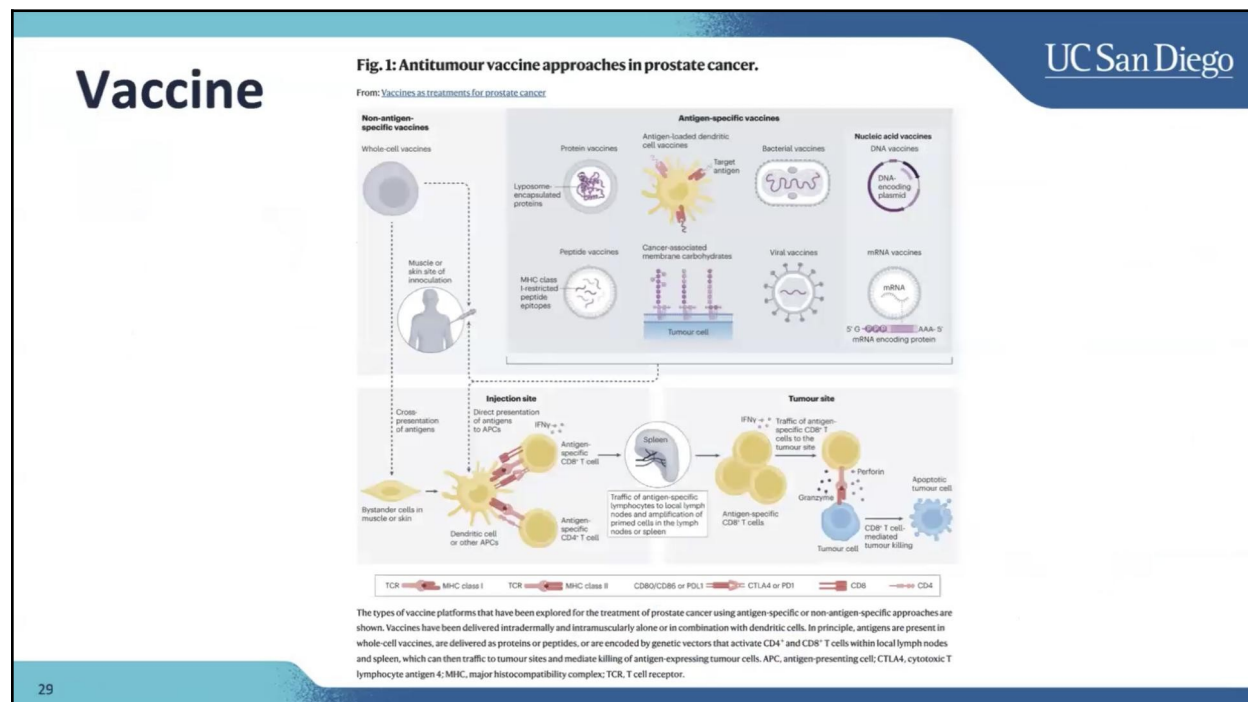 Vaccine
UC San Diego
Fig. 1: Antitumour vaccine approaches in prostate cancer.
From: Vaccines as treatments for prostate cancer
Non-antigen-
specific vaccines
Whole-cell vaccines
Antigen-specific vaccines
Protein vaccines
Lyposome-
encapsulated
proteins
Antigen-loaded dendritic
cell vaccines
Target
antigen
Bacterial vaccines
Nucleic acid vaccines
DNA vaccines
DNA-
encoding
plasmid
Peptide vaccines
MHC class
I-restricted
peptide
epitopes
Cancer-associated
membrane carbohydrates
Tumour cell
Viral vaccines
mRNA vaccines
mRNA
5' G
AAA- 5'
mRNA encoding protein
Muscle or
skin site of
innoculation
Injection site
Cross-
presentation
of antigens
Direct presentation
of antigens
to APCs
IFNγ
Antigen-
specific
CD8⁺ T cell
Bystander cells in
muscle or skin
Dendritic cell
or other APCs
Antigen-
specific
CD4⁺ T cell
Spleen
Traffic of antigen-specific
lymphocytes to local lymph
nodes and amplification of
primed cells in the lymph
nodes or spleen
Tumour site
IFNγ
Traffic of antigen-
specific CD8⁺ T
cells to the
tumour site
Antigen-specific
CD8⁺ T cells
Perforin
Granzyme
Tumour cell
CD8⁺ T cell-
mediated
tumour killing
Apoptotic
tumour cell
TCR MHC class I TCR MHC class II CD80/CD86 or PDL1 CTLA4 or PD1 CD8 CD4
The types of vaccine platforms that have been explored for the treatment of prostate cancer using antigen-specific or non-antigen-specific approaches are
shown. Vaccines have been delivered intradermally and intramuscularly alone or in combination with dendritic cells. In principle, antigens are present in
whole-cell vaccines, are delivered as proteins or peptides, or are encoded by genetic vectors that activate CD4⁺ and CD8⁺ T cells within local lymph nodes
and spleen, which can then traffic to tumour sites and mediate killing of antigen-expressing tumour cells. APC, antigen-presenting cell; CTLA4, cytotoxic T
lymphocyte antigen 4; MHC, major histocompatibility complex; TCR, T cell receptor.
29